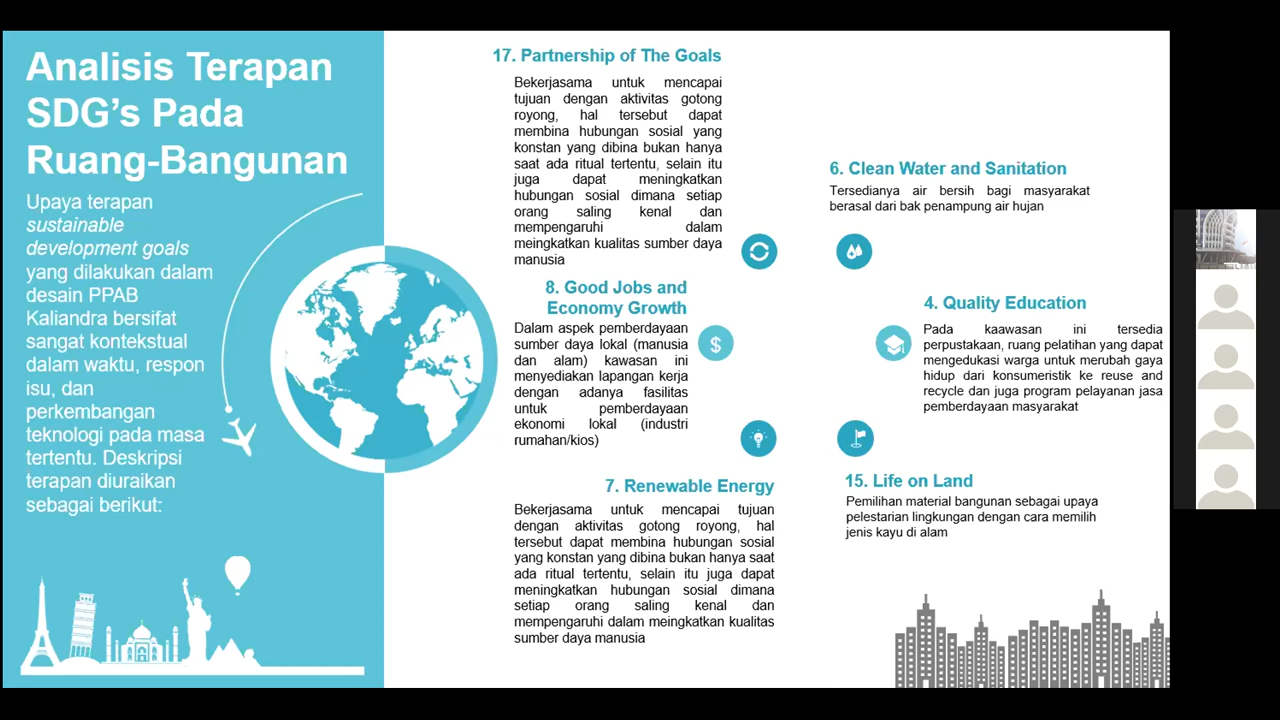 Analisis Terapan
SDG's Pada
Ruang-Bangunan
Upaya terapan
sustainable
development goals
yang dilakukan dalam
desain PPAB
Kaliandra bersifat
sangat kontekstual
dalam waktu, respon
isu, dan
perkembangan
teknologi pada masa
tertentu. Deskripsi
terapan diuraikan
sebagai berikut:
17. Partnership of The Goals
Bekerjasama untuk mencapai
tujuan dengan aktivitas gotong
royong, hal tersebut dapat
membina hubungan sosial yang
konstan yang dibina bukan hanya
saat ada ritual tertentu, selain itu
juga dapat meningkatkan
hubungan sosial dimana setiap
orang saling kenal dan
mempengaruhi dalam
meingkatkan kualitas sumber daya
manusia
8. Good Jobs and
Economy Growth
Dalam aspek pemberdayaan
sumber daya lokal (manusia
dan alam) kawasan ini
menyediakan lapangan kerja
dengan adanya fasilitas
untuk pemberdayaan
ekonomi lokal (industri
rumahan/kios)
$
7. Renewable Energy
Bekerjasama untuk mencapai tujuan
dengan aktivitas gotong royong, hal
tersebut dapat membina hubungan sosial
yang konstan yang dibina bukan hanya saat
ada ritual tertentu, selain itu juga dapat
meningkatkan hubungan sosial dimana
setiap orang saling kenal dan
mempengaruhi dalam meingkatkan kualitas
sumber daya manusia
6. Clean Water and Sanitation
Tersedianya air bersih bagi masyarakat
berasal dari bak penampung air hujan
4. Quality Education
Pada kaawasan ini tersedia
perpustakaan, ruang pelatihan yang dapat
mengedukasi warga untuk merubah gaya
hidup dari konsumeristik ke reuse and
recycle dan juga program pelayanan jasa
pemberdayaan masyarakat
15. Life on Land
Pemilihan material bangunan sebagai upaya
pelestarian lingkungan dengan cara memilih
jenis kayu di alam